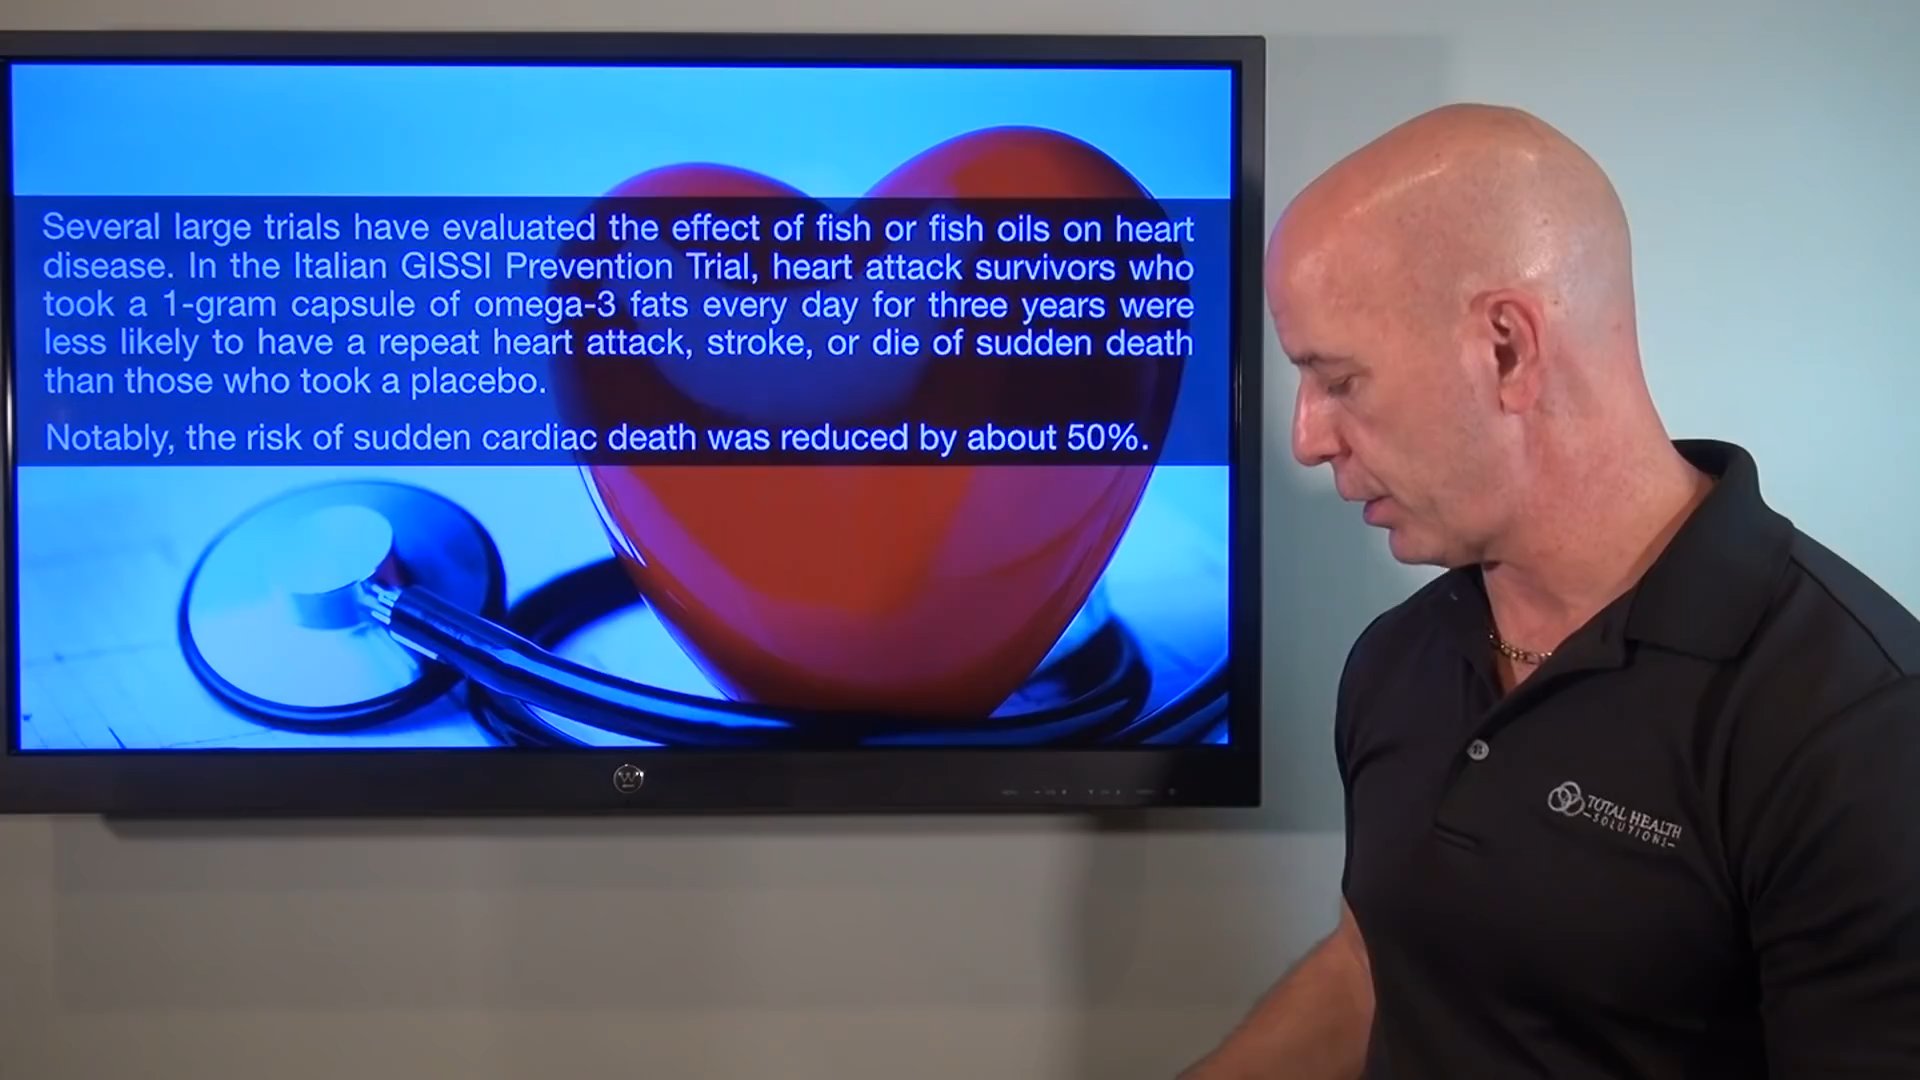 Several large trials have evaluated the effect of fish or fish oils on heart
disease. In the Italian GISSI Prevention Trial, heart attack survivors who
took a 1-gram capsule of omega-3 fats every day for three years were
less likely to have a repeat heart attack, stroke, or die of sudden death
than those who took a placebo.
Notably, the risk of sudden cardiac death was reduced by about 50%.
W
TOTAL HEALTH
-SOLUTIONS-